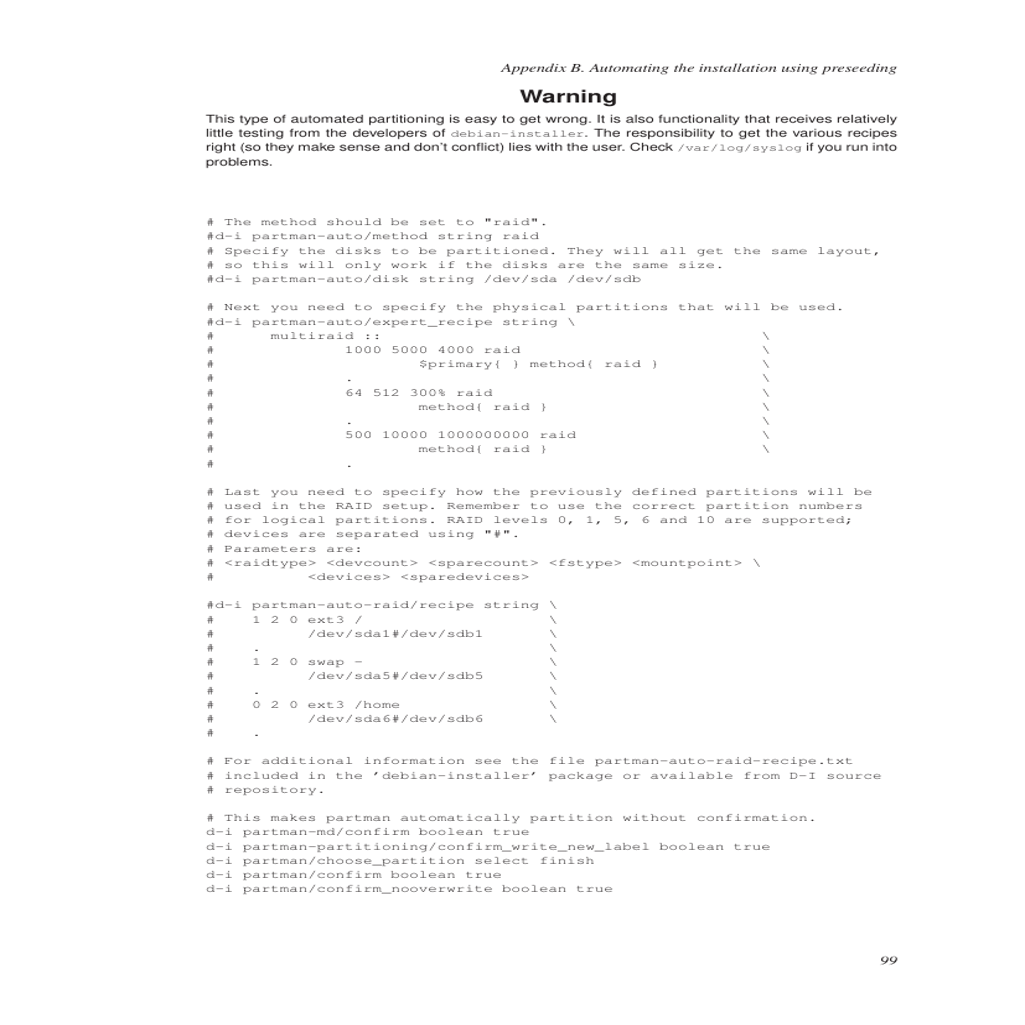 Appendix B. Automating the installation using preseeding
Warning
This type of automated partitioning is easy to get wrong. It is also functionality that receives relatively
little testing from the developers of debian-installer. The responsibility to get the various recipes
right (so they make sense and don't conflict) lies with the user. Check /var/log/syslog if you run into
problems.
# The method should be set to "raid".
#d-i partman-auto/method string raid
# Specify the disks to be partitioned. They will all get the same layout,
# so this will only work if the disks are the same size.
#d-i partman-auto/disk string /dev/sda /dev/sdb
# Next you need to specify the physical partitions that will be used.
#d-i partman-auto/expert_recipe string \
#      multiraid ::                                         \
#              1000 5000 4000 raid                          \
#                      $primary{ } method{ raid }           \
#              .                                            \
#              64 512 300% raid                             \
#                      method{ raid }                       \
#              .                                            \
#              500 10000 1000000000 raid                    \
#                      method{ raid }                       \
#              .
# Last you need to specify how the previously defined partitions will be
# used in the RAID setup. Remember to use the correct partition numbers
# for logical partitions. RAID levels 0, 1, 5, 6 and 10 are supported;
# devices are separated using "#".
# Parameters are:
# <raidtype> <devcount> <sparecount> <fstype> <mountpoint> \
#          <devices> <sparedevices>
#d-i partman-auto-raid/recipe string \
#    1 2 0 ext3 /                    \
#          /dev/sda1#/dev/sdb1       \
#    .                               \
#    1 2 0 swap -                    \
#          /dev/sda5#/dev/sdb5       \
#    .                               \
#    0 2 0 ext3 /home                \
#          /dev/sda6#/dev/sdb6       \
#    .
# For additional information see the file partman-auto-raid-recipe.txt
# included in the 'debian-installer' package or available from D-I source
# repository.
# This makes partman automatically partition without confirmation.
d-i partman-md/confirm boolean true
d-i partman-partitioning/confirm_write_new_label boolean true
d-i partman/choose_partition select finish
d-i partman/confirm boolean true
d-i partman/confirm_nooverwrite boolean true
99